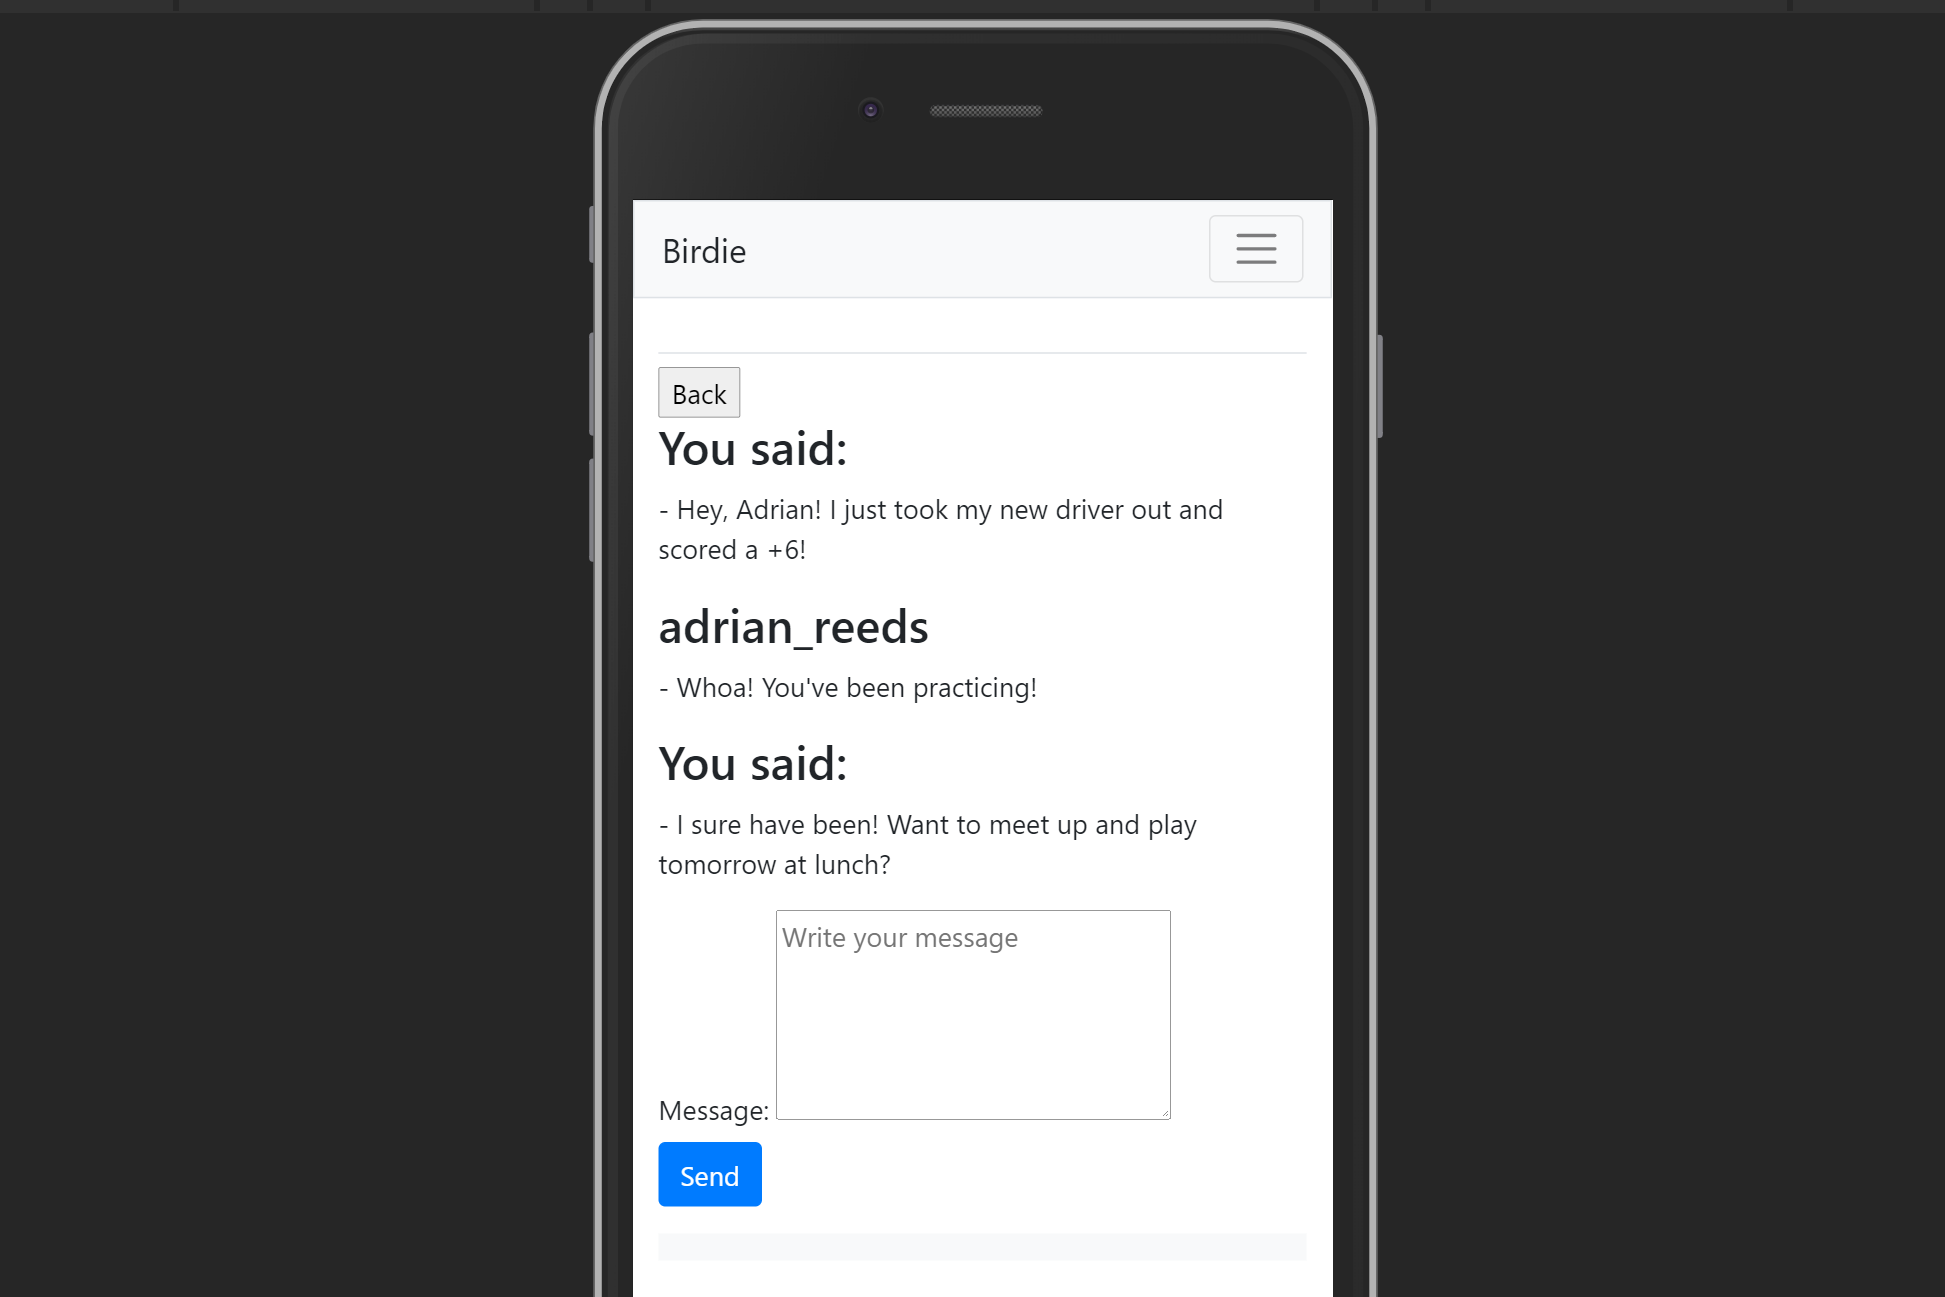 Birdie
Back
You said:
- Hey, Adrian! I just took my new driver out and
scored a +6!
adrian_reeds
- Whoa! You've been practicing!
You said:
- I sure have been! Want to meet up and play
tomorrow at lunch?
Write your message
Message:
Send